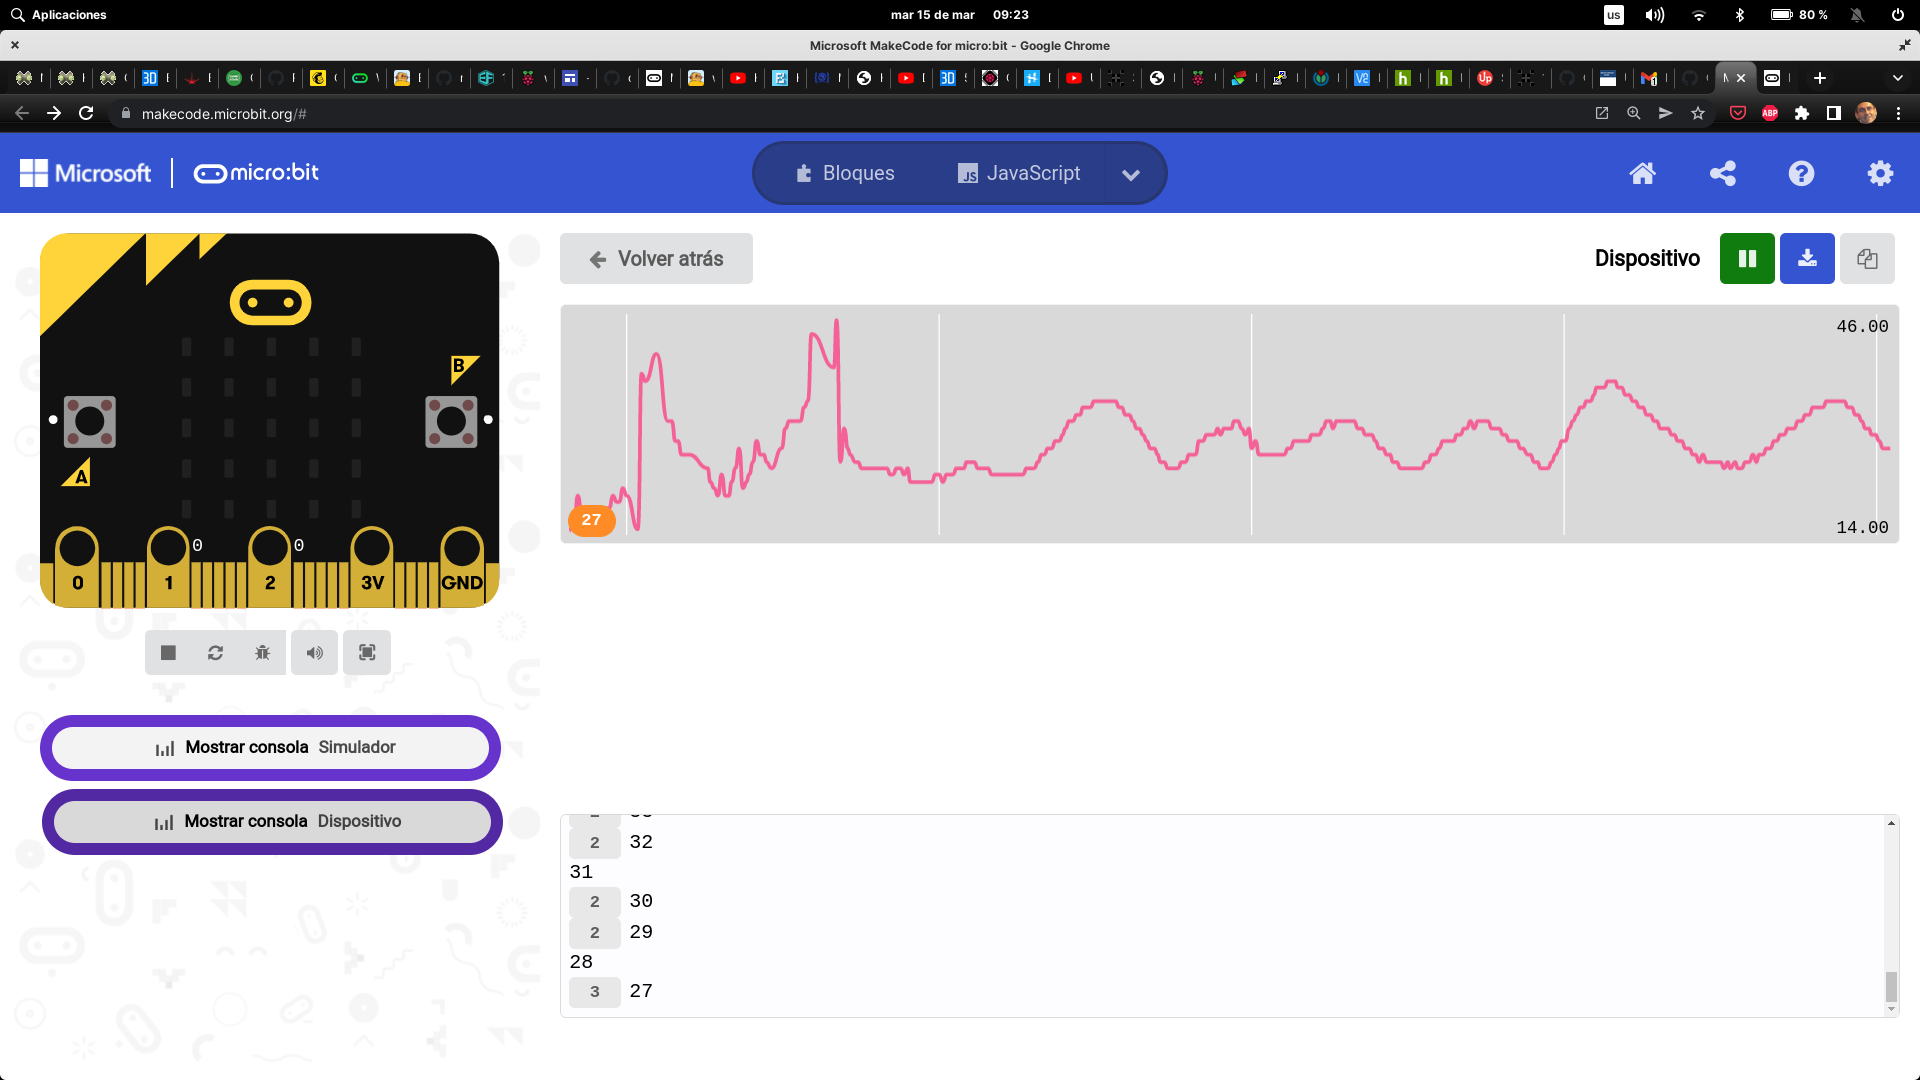 Aplicaciones
mar 15 de mar 09:23
us
80 %
Microsoft MakeCode for micro:bit - Google Chrome
makecode.microbit.org/#
ABP
Microsoft
micro:bit
Bloques
JS JavaScript
Volver atrás
Dispositivo
B
A
0
0
0
1
2
3V
GND
46.00
14.00
27
Mostrar consola Simulador
Mostrar consola Dispositivo
2 32
31
2 30
2 29
28
3 27